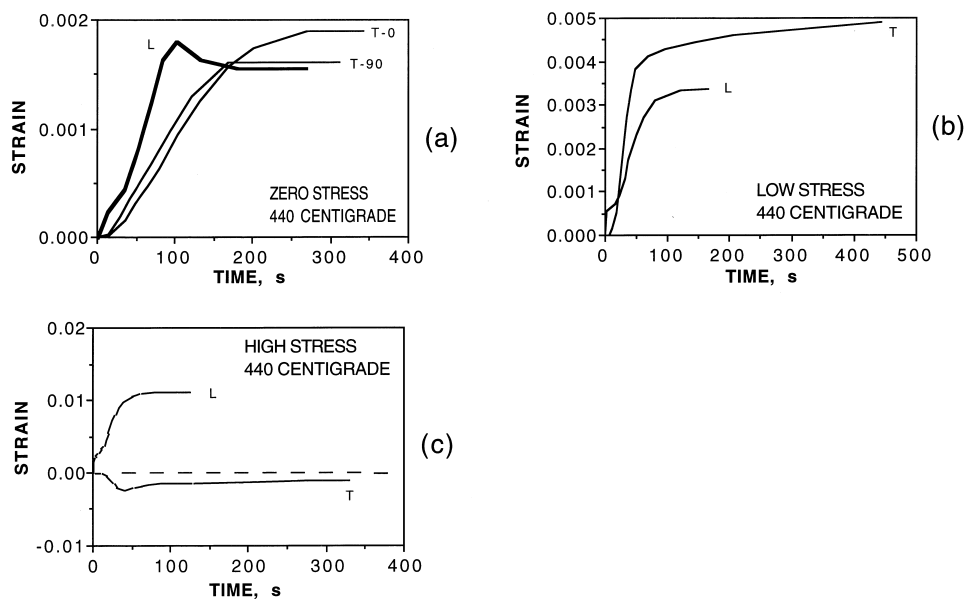 0.002
L
T-0
T-90
0.001
STRAIN
ZERO STRESS
440 CENTIGRADE
0.000
0 100 200 300 400
TIME, s
(a)
0.005
T
0.004
L
0.003
STRAIN
0.002
LOW STRESS
0.001
440 CENTIGRADE
0.000
0 100 200 300 400 500
TIME, s
(b)
0.02
HIGH STRESS
440 CENTIGRADE
L
0.01
STRAIN
0.00
T
-0.01
0 100 200 300 400
TIME, s
(c)